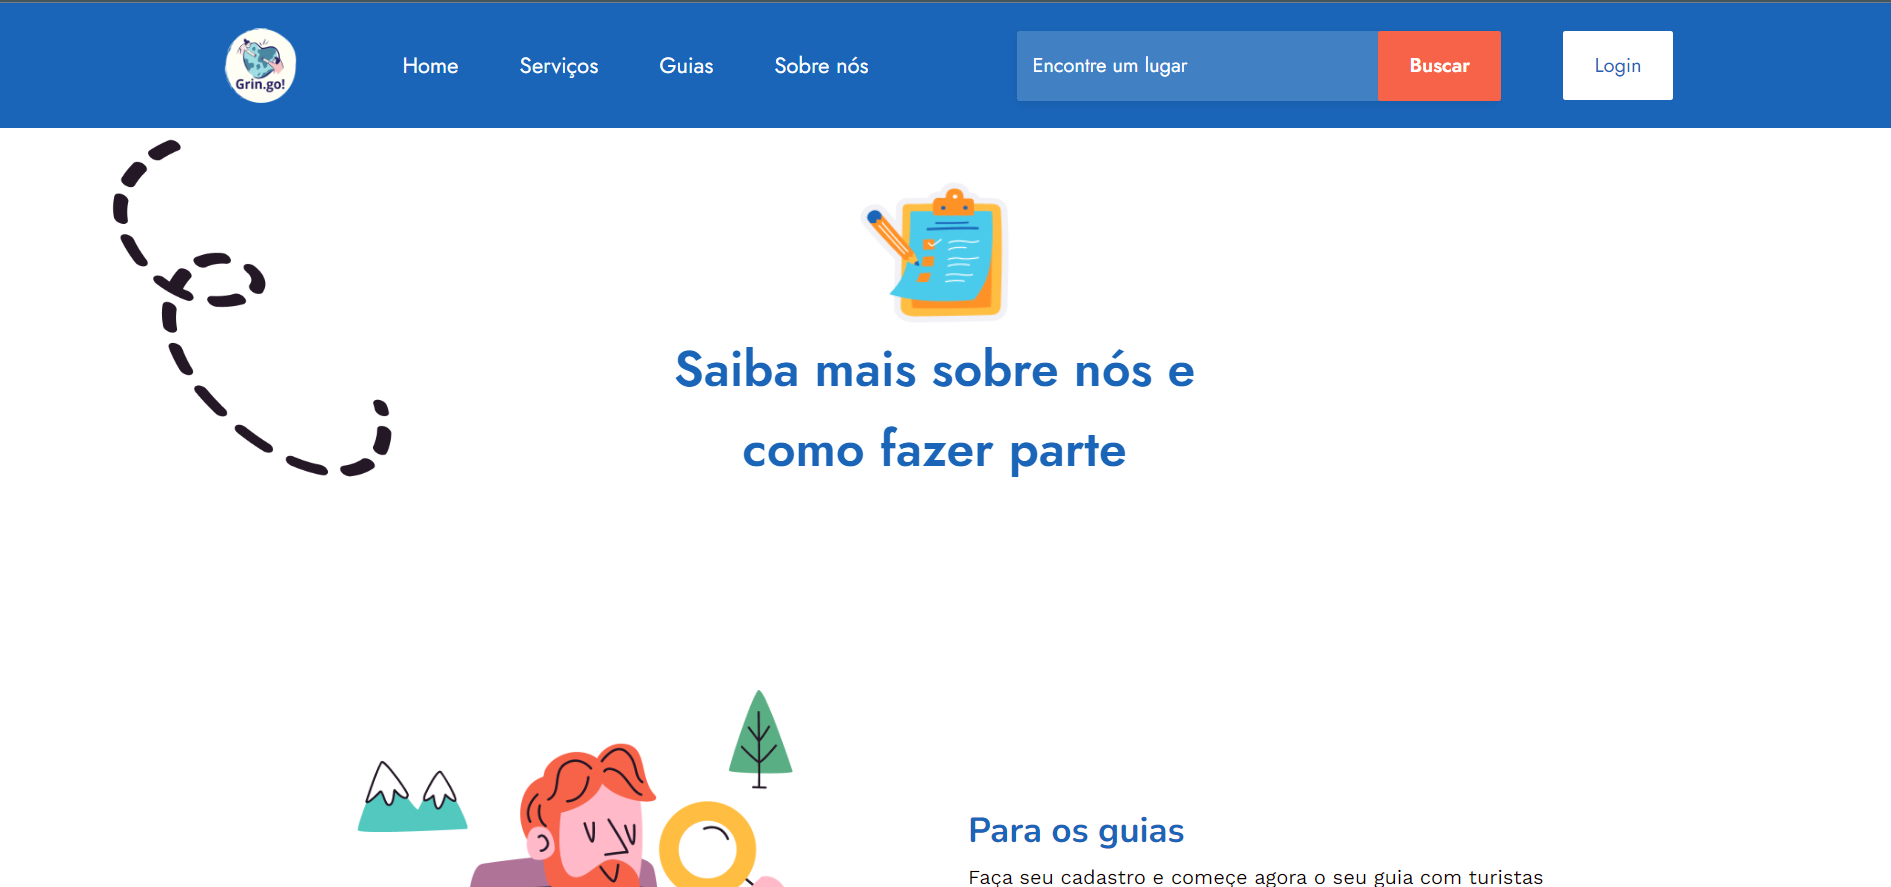 Grin.go!
Home
Serviços
Guias
Sobre nós
Encontre um lugar
Buscar
Login
Saiba mais sobre nós e
como fazer parte
Para os guias
Faça seu cadastro e começe agora o seu guia com turistas